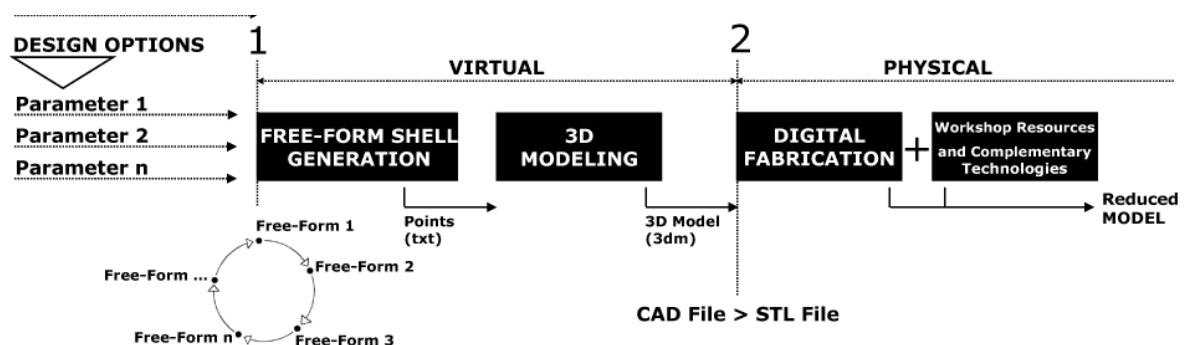 1
2
DESIGN OPTIONS
VIRTUAL
PHYSICAL
Parameter 1
Parameter 2
Parameter n
FREE-FORM SHELL
GENERATION
3D
MODELING
DIGITAL
FABRICATION
+
Workshop Resources
and Complementary
Technologies
Points
(txt)
3D Model
(3dm)
Reduced
MODEL
Free-Form 1
Free-Form 2
Free-Form 3
Free-Form n
Free-Form ...
CAD File > STL File